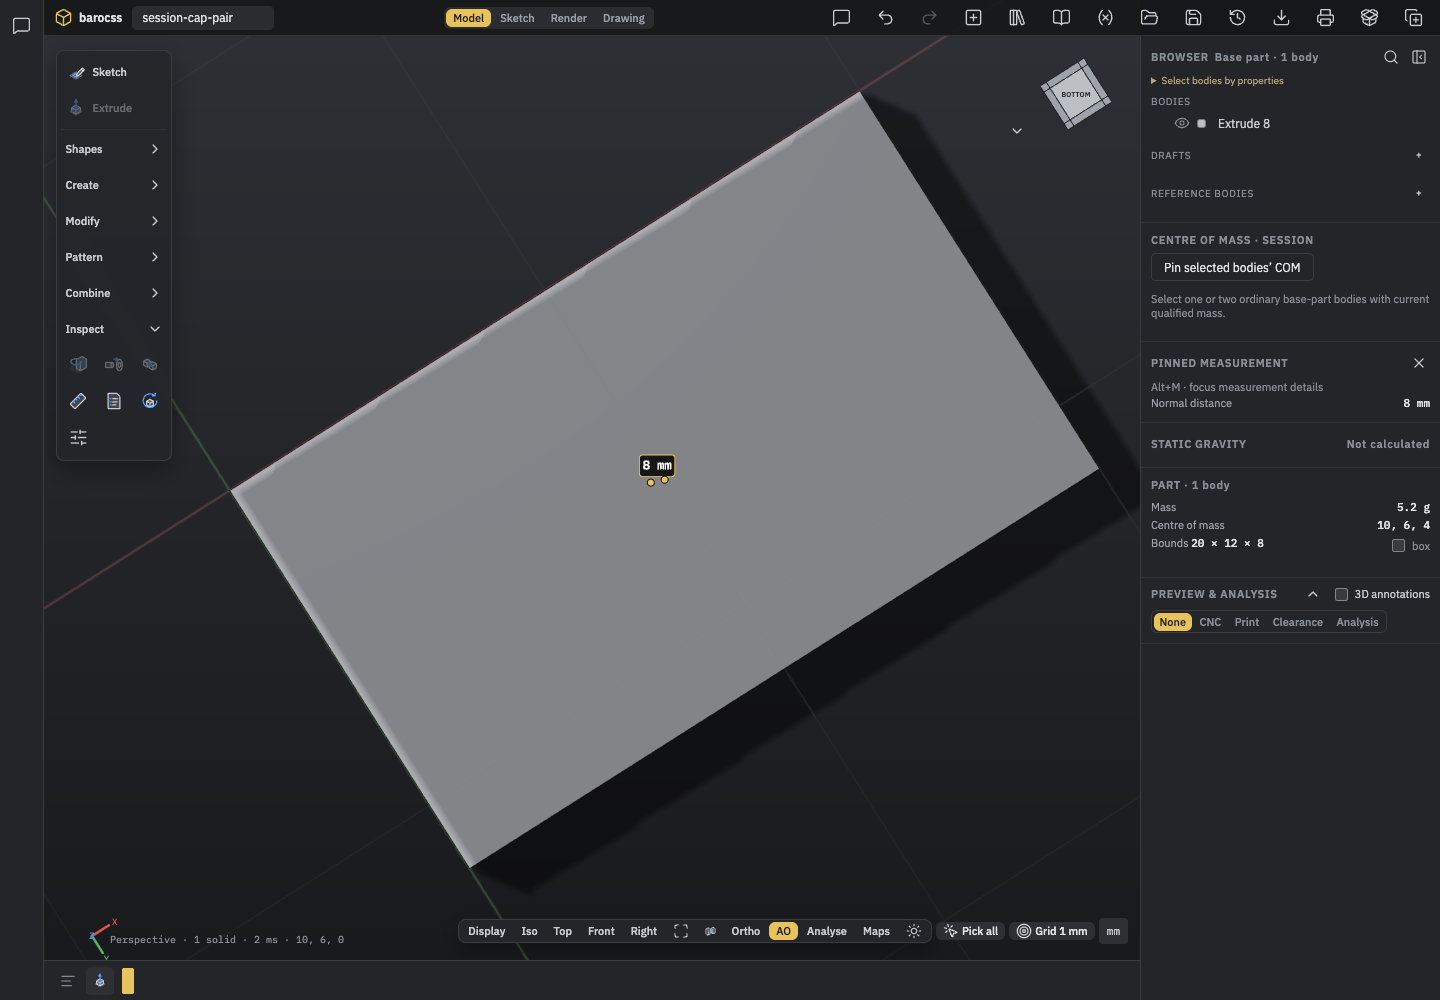 barocss
session-cap-pair
Model Sketch Render Drawing
Sketch
Extrude
Shapes
Create
Modify
Pattern
Combine
Inspect
BOTTOM
8 mm
X
Y
Perspective · 1 solid · 2 ms · 10, 6, 0
Display Iso Top Front Right Ortho AO Analyse Maps
Pick all
Grid 1 mm
mm
BROWSER Base part · 1 body
Select bodies by properties
BODIES
Extrude 8
DRAFTS +
REFERENCE BODIES +
CENTRE OF MASS · SESSION
Pin selected bodies’ COM
Select one or two ordinary base-part bodies with current
qualified mass.
PINNED MEASUREMENT
Alt+M · focus measurement details
Normal distance 8 mm
STATIC GRAVITY Not calculated
PART · 1 body
Mass 5.2 g
Centre of mass 10, 6, 4
Bounds 20 × 12 × 8 box
PREVIEW & ANALYSIS 3D annotations
None CNC Print Clearance Analysis